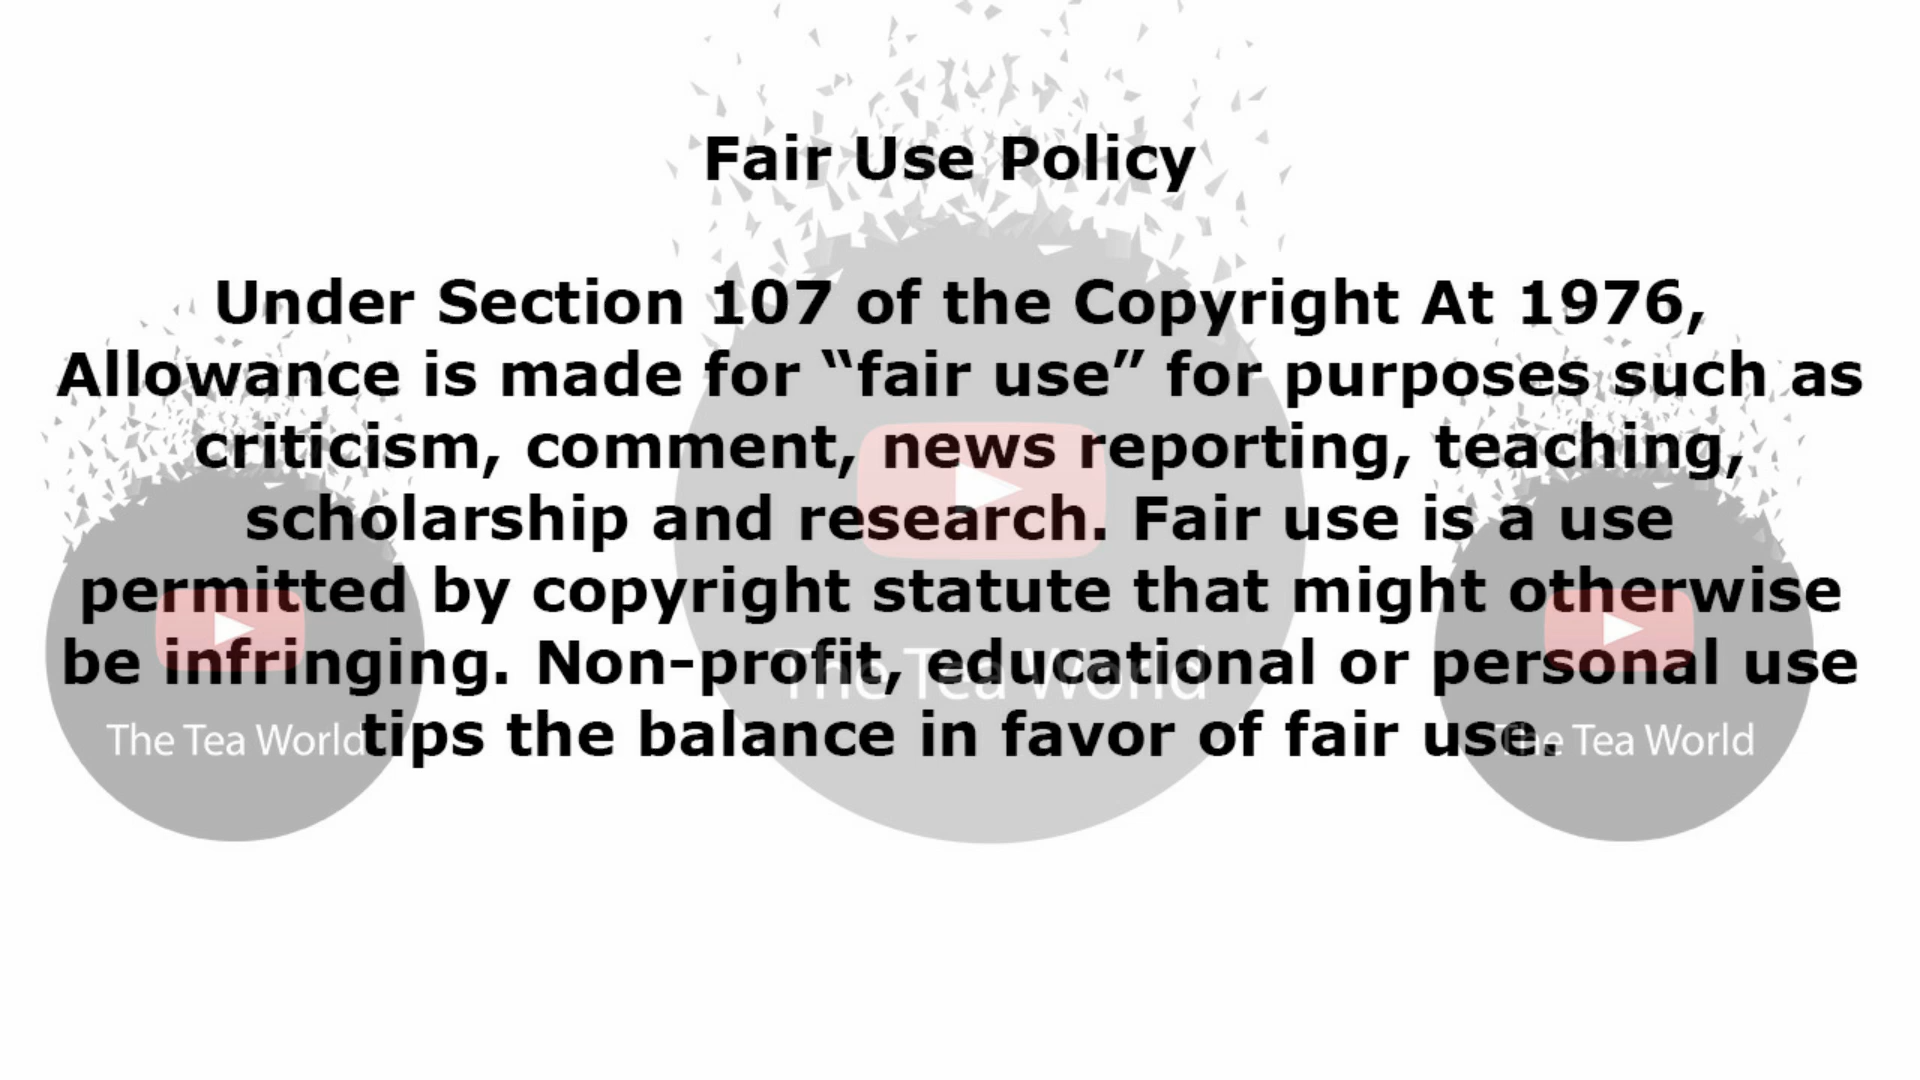 Fair Use Policy
Under Section 107 of the Copyright At 1976,
Allowance is made for “fair use” for purposes such as
criticism, comment, news reporting, teaching,
scholarship and research. Fair use is a use
permitted by copyright statute that might otherwise
be infringing. Non-profit, educational or personal use
tips the balance in favor of fair use.
The Tea World
The Tea World
The Tea World